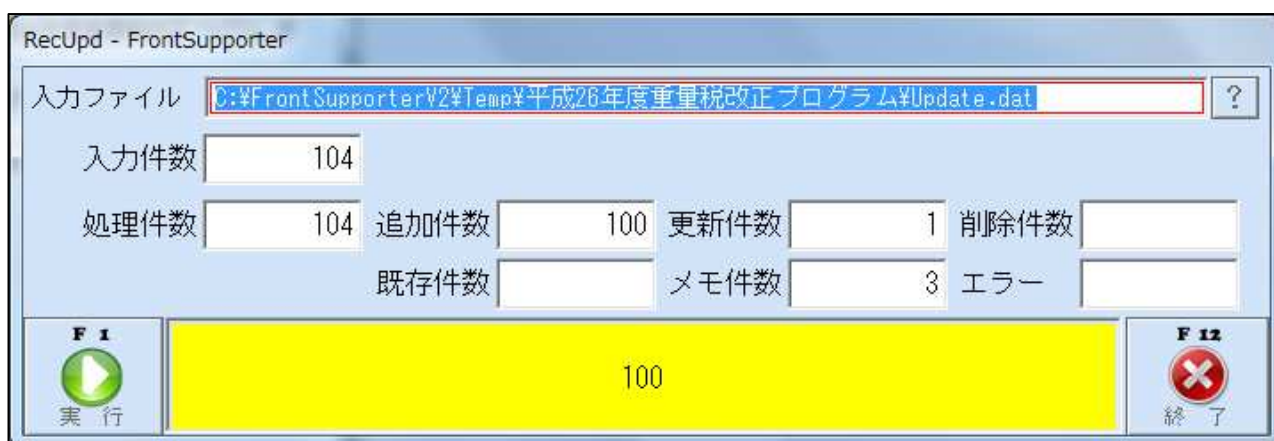 RecUpd - FrontSupporter
入力ファイル C:¥FrontSupporterV2¥Temp¥平成26年度重量税改正プログラム¥Update.dat ?
入力件数 104
処理件数 104 追加件数 100 更新件数 1 削除件数
既存件数 メモ件数 3 エラー
F 1 F 12
100
実 行 終 了